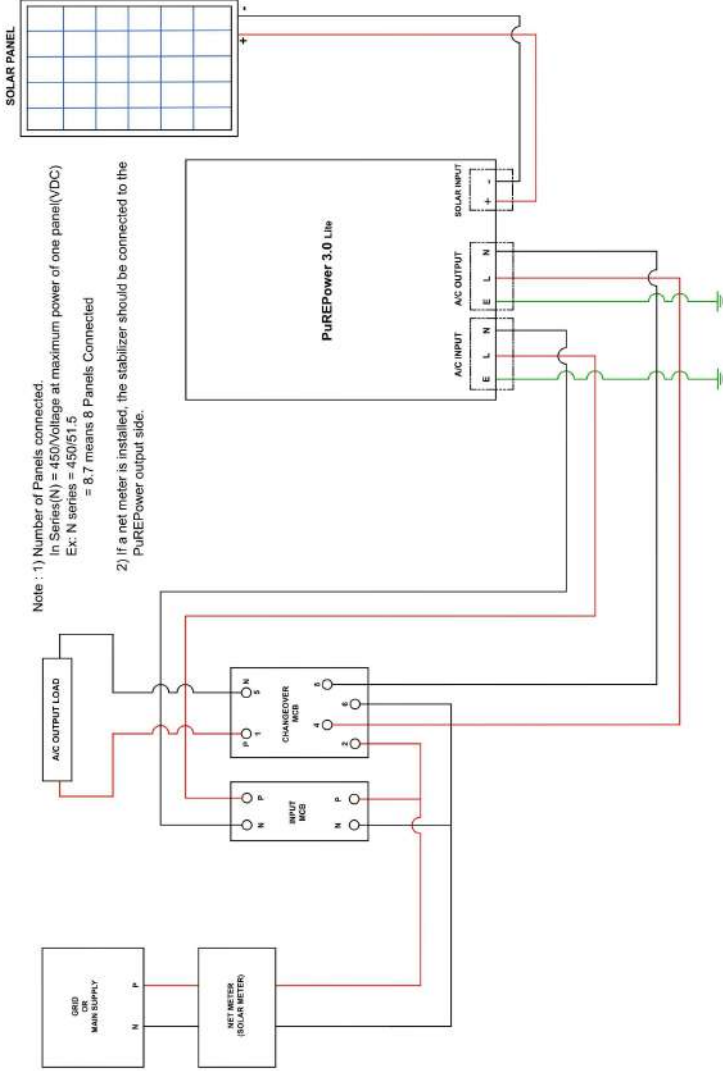 SOLAR PANEL
-
+
Note : 1) Number of Panels connected.
In Series(N) = 450/Voltage at maximum power of one panel(VDC)
Ex: N series = 450/51.5
= 8.7 means 8 Panels Connected
2) If a net meter is installed, the stabilizer should be connected to the
PuREPower output side.
PuREPower 3.0 Lite
A/C INPUT
E L N
A/C OUTPUT
E L N
SOLAR INPUT
+ -
A/C OUTPUT LOAD
P 1
5 N
CHANGEOVER
MCB
2 4 6 8
N P
INPUT
MCB
N P
GRID
OR
MAIN SUPPLY
N P
NET METER
(SOLAR METER)